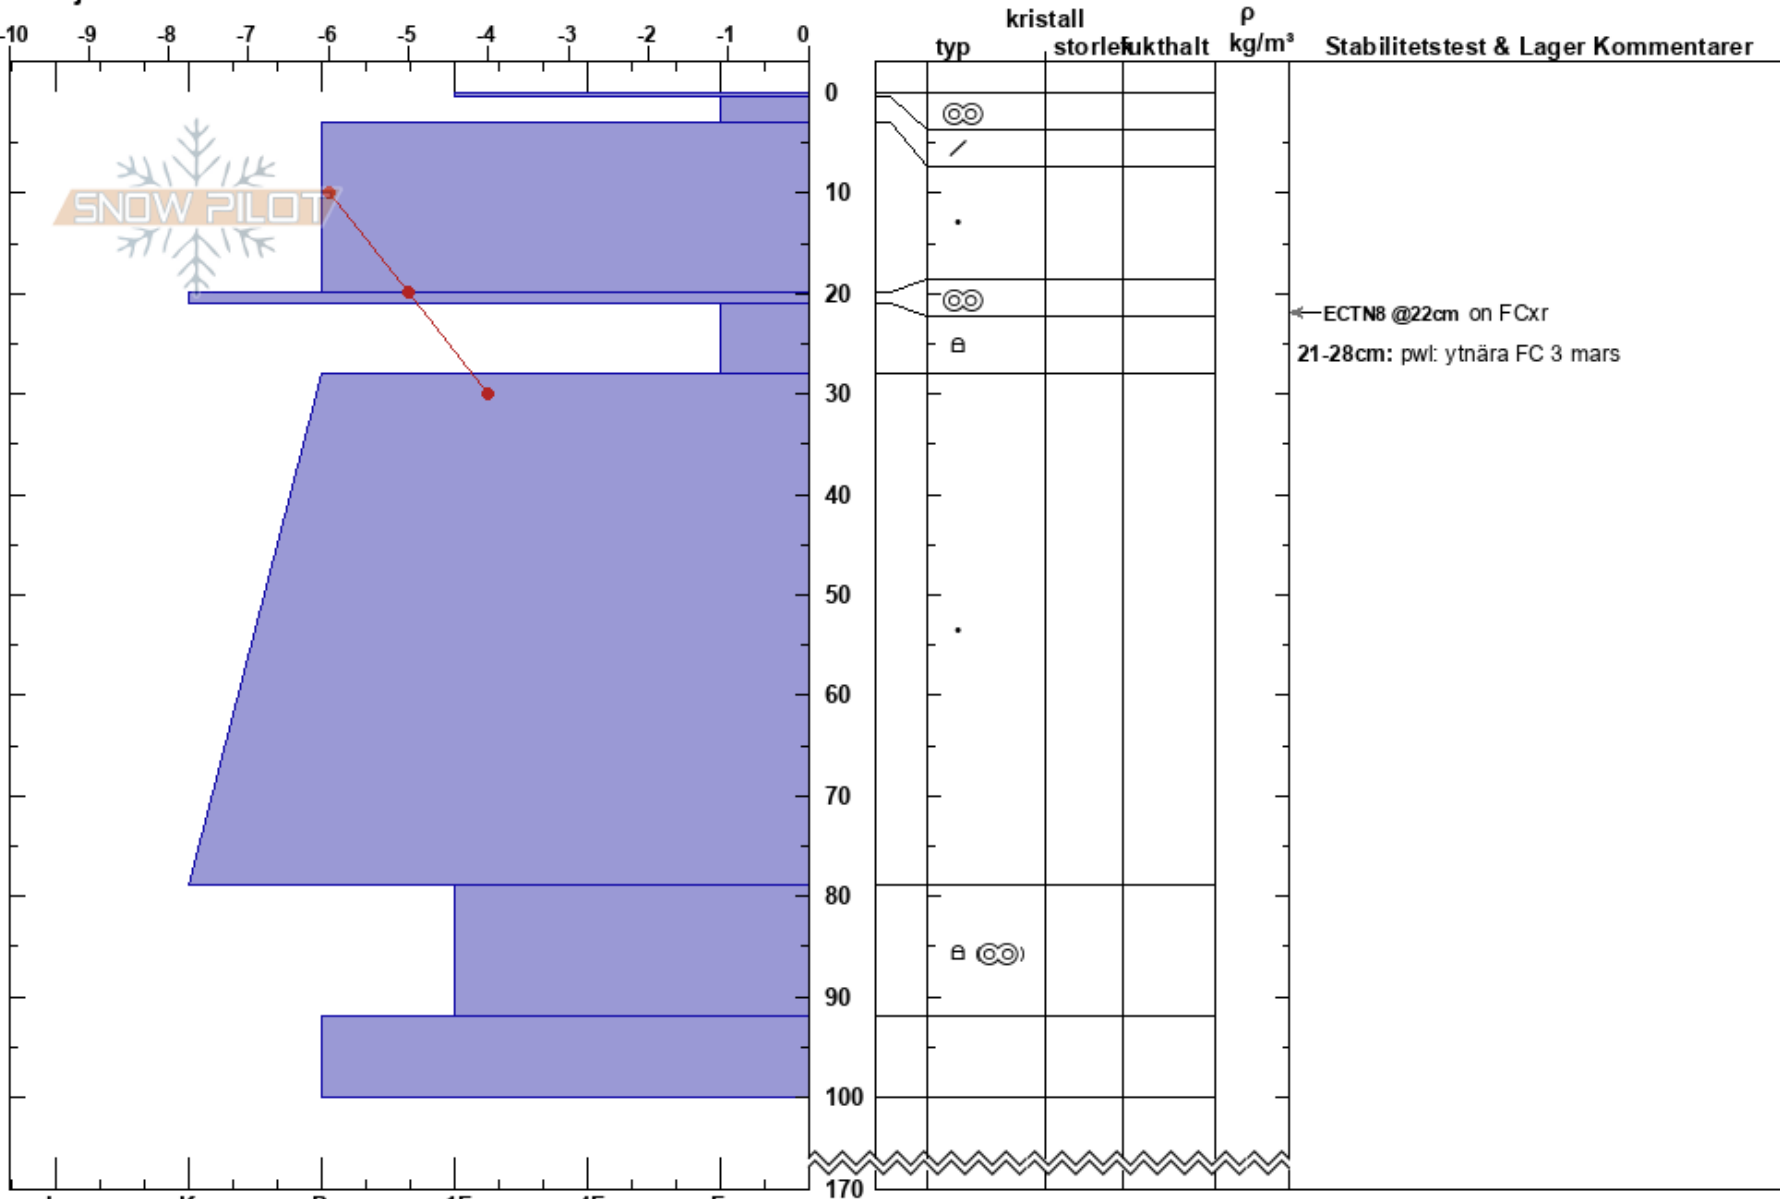 kristall ρ
-10 -9 -8 -7 -6 -5 -4 -3 -2 -1 0 typ storlek fukthalt kg/m³ Stabilitetstest & Lager Kommentarer
0
10
SNOW PILOT
20
ECTN8 @22cm on FCxr
21-28cm: pwl: ytnära FC 3 mars
30
40
50
60
70
80
90
100
170